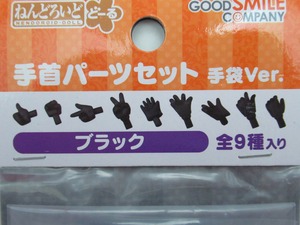 ねんどろいど
どーる
NENDOROID DOLL
GOOD SMILE
COMPANY
手首パーツセット 手袋Ver.
ブラック
全9種入り